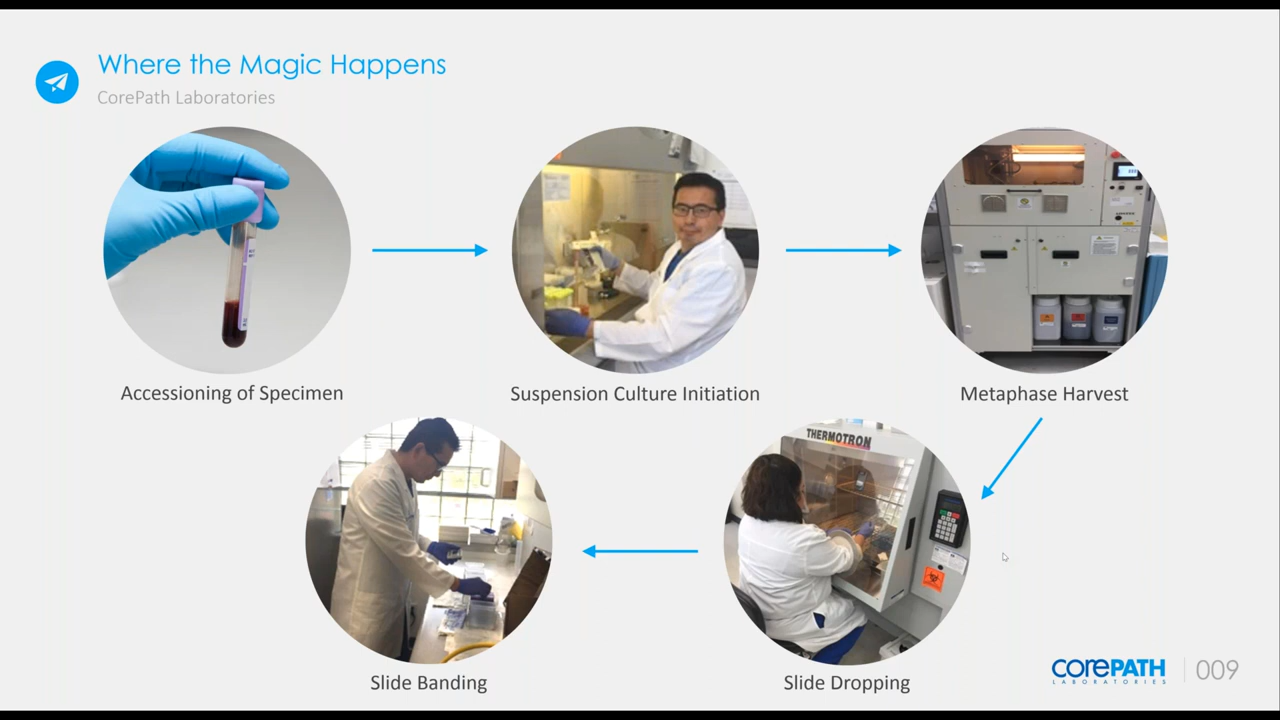 Where the Magic Happens
CorePath Laboratories
Accessioning of Specimen
Suspension Culture Initiation
Metaphase Harvest
THERMOTRON
Slide Banding
Slide Dropping
corePATH
LABORATORIES
009